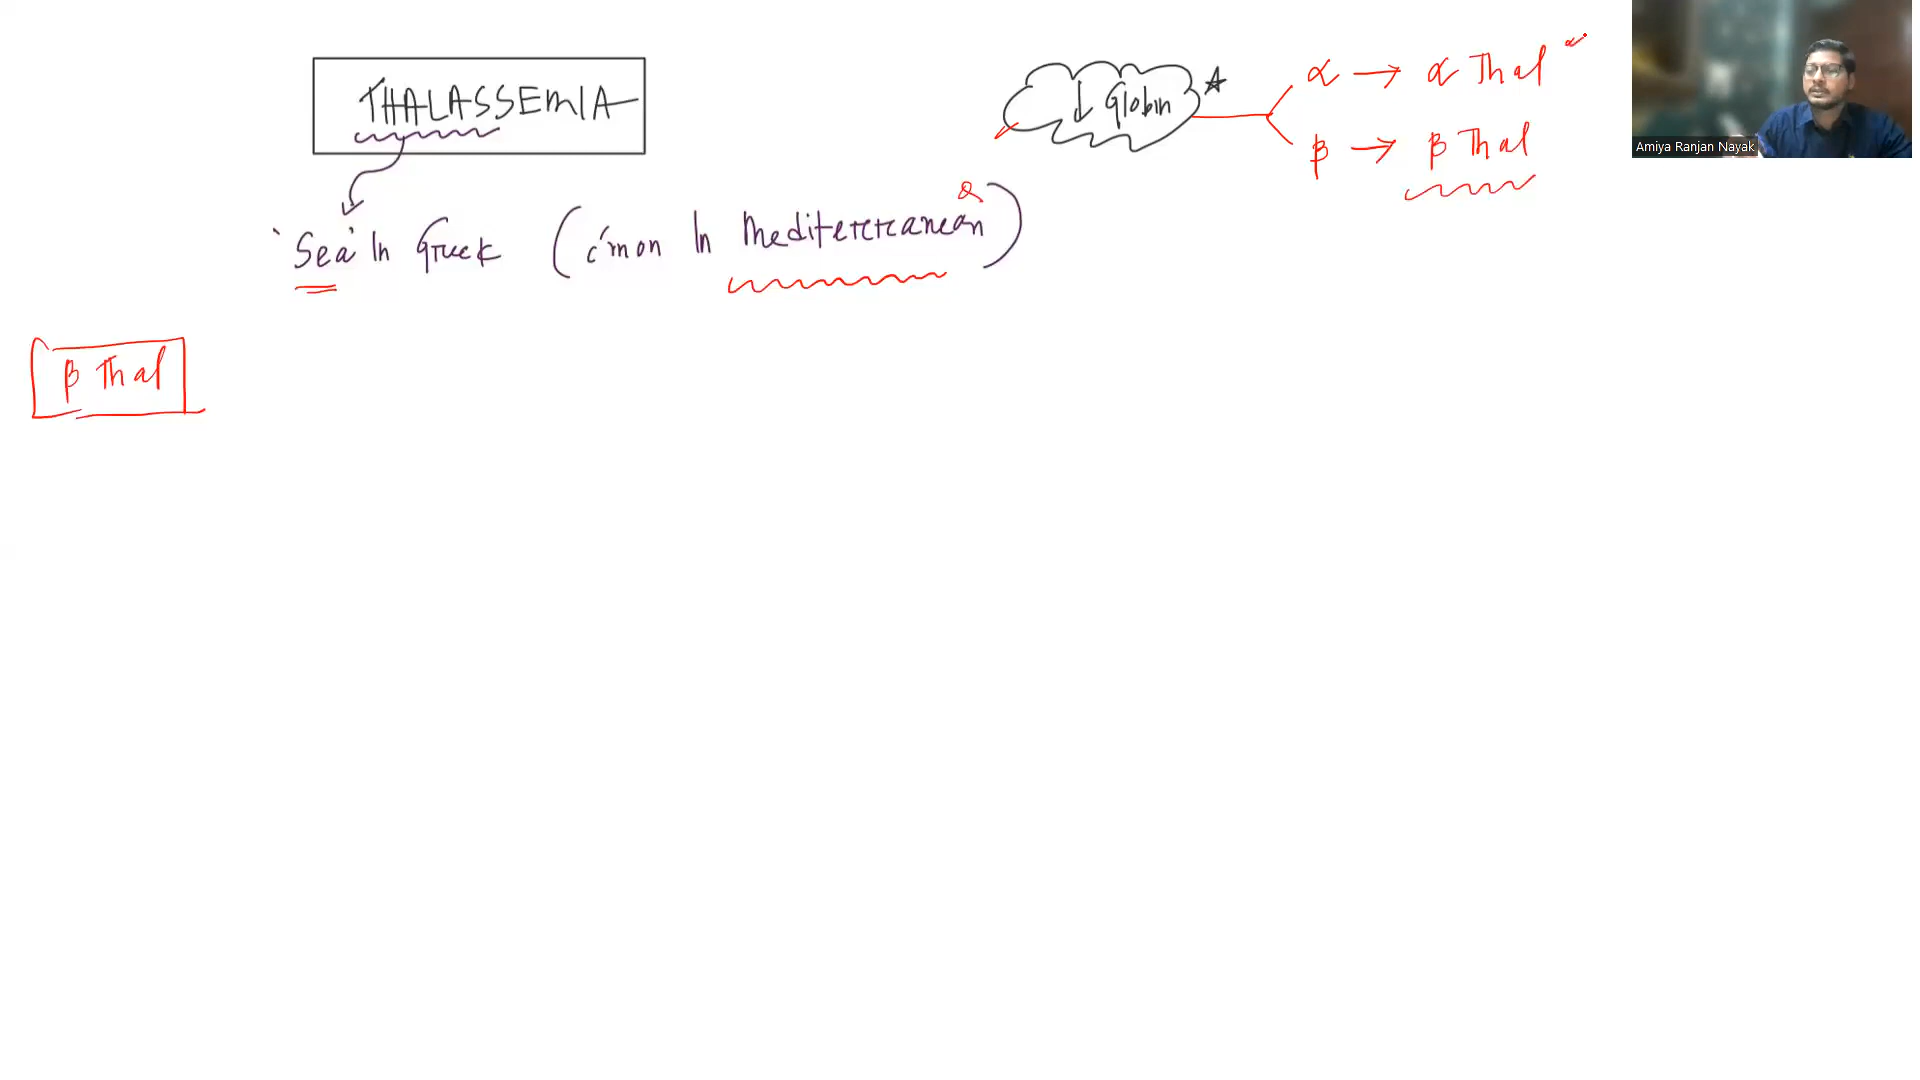 THALASSEMIA
↓ Globin ☆
α → α Thal
β → β Thal
'Sea' In Greek (c'mon In Mediterranean)
β Thal
Amiya Ranjan Nayak